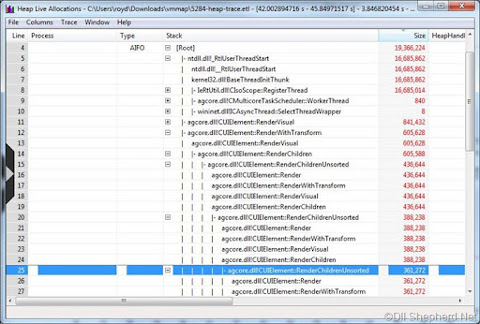 Heap Live Allocations - C:\Users\royd\Downloads\vmmap\5284-heap-trace.etl - [42.002894716 s - 45.84971517 s] - 3.846820454 s - ...
File Columns Trace Window Help
Line Process Type Stack Size HeapHandl
4 AIFO [Root] 19,366,224
5 |- ntdll.dll!_RtlUserThreadStart 16,685,862
6 | ntdll.dll!__RtlUserThreadStart 16,685,862
7 | kernel32.dll!BaseThreadInitThunk 16,685,862
8 | |- IeRtUtil.dll!CIsoScope::RegisterThread 16,685,014
9 | |- agcore.dll!CMulticoreTaskScheduler::WorkerThread 840
10 | |- wininet.dll!ICAsyncThread::SelectThreadWrapper 8
11 |- agcore.dll!CUIElement::RenderVisual 841,432
12 | |- agcore.dll!CUIElement::RenderWithTransform 605,628
13 | | agcore.dll!CUIElement::RenderVisual 605,628
14 | | |- agcore.dll!CUIElement::RenderChildren 605,588
15 | | | |- agcore.dll!CUIElement::RenderChildrenUnsorted 436,644
16 | | | | agcore.dll!CUIElement::Render 436,644
17 | | | | agcore.dll!CUIElement::RenderWithTransform 436,644
18 | | | | agcore.dll!CUIElement::RenderVisual 436,644
19 | | | | agcore.dll!CUIElement::RenderChildren 436,644
20 | | | | |- agcore.dll!CUIElement::RenderChildrenUnsorted 388,238
21 | | | | | agcore.dll!CUIElement::Render 388,238
22 | | | | | agcore.dll!CUIElement::RenderWithTransform 388,238
23 | | | | | agcore.dll!CUIElement::RenderVisual 388,238
24 | | | | | agcore.dll!CUIElement::RenderChildren 388,238
25 | | | | | |- agcore.dll!CUIElement::RenderChildrenUnsorted 361,272
26 | | | | | | agcore.dll!CUIElement::Render 361,272
27 | | | | | | agcore.dll!CUIElement::RenderWithTransform 361,272
©Dll Shepherd Net